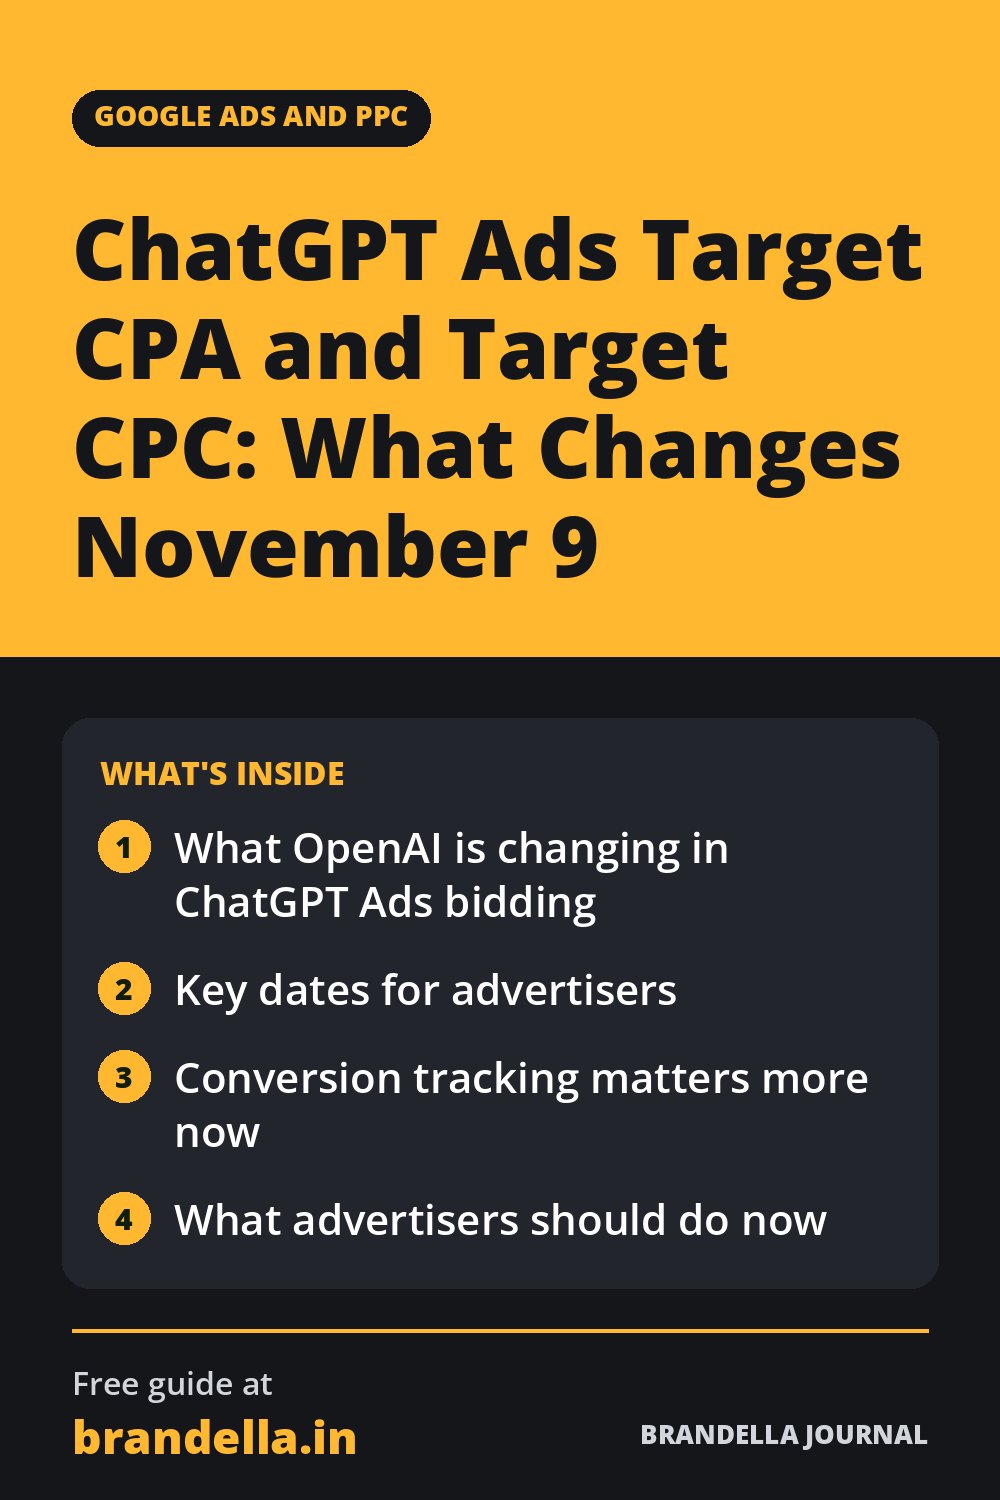 GOOGLE ADS AND PPC
ChatGPT Ads Target
CPA and Target
CPC: What Changes
November 9
WHAT'S INSIDE
1 What OpenAI is changing in
ChatGPT Ads bidding
2 Key dates for advertisers
3 Conversion tracking matters more
now
4 What advertisers should do now
Free guide at
brandella.in
BRANDELLA JOURNAL